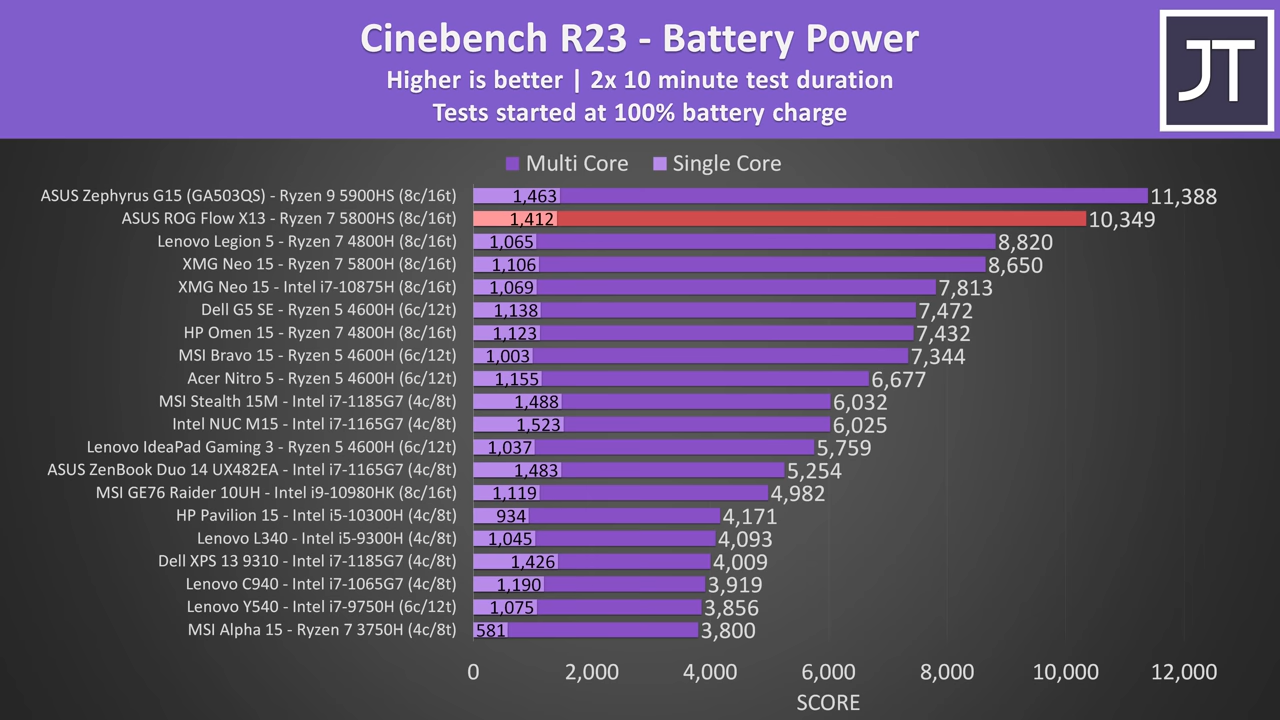 Cinebench R23 - Battery Power
Higher is better | 2x 10 minute test duration
Tests started at 100% battery charge
JT
Multi Core Single Core
ASUS Zephyrus G15 (GA503QS) - Ryzen 9 5900HS (8c/16t) 1,463 11,388
ASUS ROG Flow X13 - Ryzen 7 5800HS (8c/16t) 1,412 10,349
Lenovo Legion 5 - Ryzen 7 4800H (8c/16t) 1,065 8,820
XMG Neo 15 - Ryzen 7 5800H (8c/16t) 1,106 8,650
XMG Neo 15 - Intel i7-10875H (8c/16t) 1,069 7,813
Dell G5 SE - Ryzen 5 4600H (6c/12t) 1,138 7,472
HP Omen 15 - Ryzen 7 4800H (8c/16t) 1,123 7,432
MSI Bravo 15 - Ryzen 5 4600H (6c/12t) 1,003 7,344
Acer Nitro 5 - Ryzen 5 4600H (6c/12t) 1,155 6,677
MSI Stealth 15M - Intel i7-1185G7 (4c/8t) 1,488 6,032
Intel NUC M15 - Intel i7-1165G7 (4c/8t) 1,523 6,025
Lenovo IdeaPad Gaming 3 - Ryzen 5 4600H (6c/12t) 1,037 5,759
ASUS ZenBook Duo 14 UX482EA - Intel i7-1165G7 (4c/8t) 1,483 5,254
MSI GE76 Raider 10UH - Intel i9-10980HK (8c/16t) 1,119 4,982
HP Pavilion 15 - Intel i5-10300H (4c/8t) 934 4,171
Lenovo L340 - Intel i5-9300H (4c/8t) 1,045 4,093
Dell XPS 13 9310 - Intel i7-1185G7 (4c/8t) 1,426 4,009
Lenovo C940 - Intel i7-1065G7 (4c/8t) 1,190 3,919
Lenovo Y540 - Intel i7-9750H (6c/12t) 1,075 3,856
MSI Alpha 15 - Ryzen 7 3750H (4c/8t) 581 3,800
0 2,000 4,000 6,000 8,000 10,000 12,000
SCORE